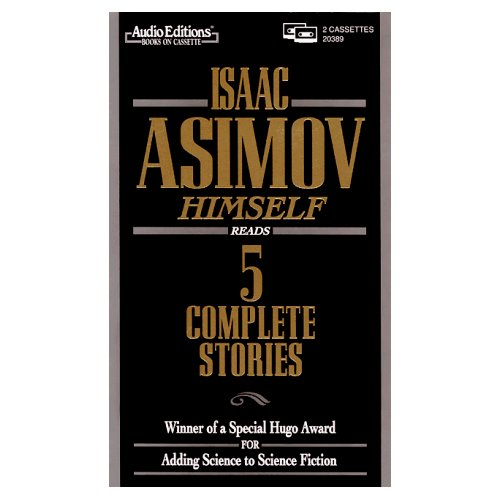 Audio Editions®
BOOKS ON CASSETTE
2 CASSETTES
20389
ISAAC
ASIMOV
HIMSELF
READS
5
COMPLETE
STORIES
Winner of a Special Hugo Award
FOR
Adding Science to Science Fiction